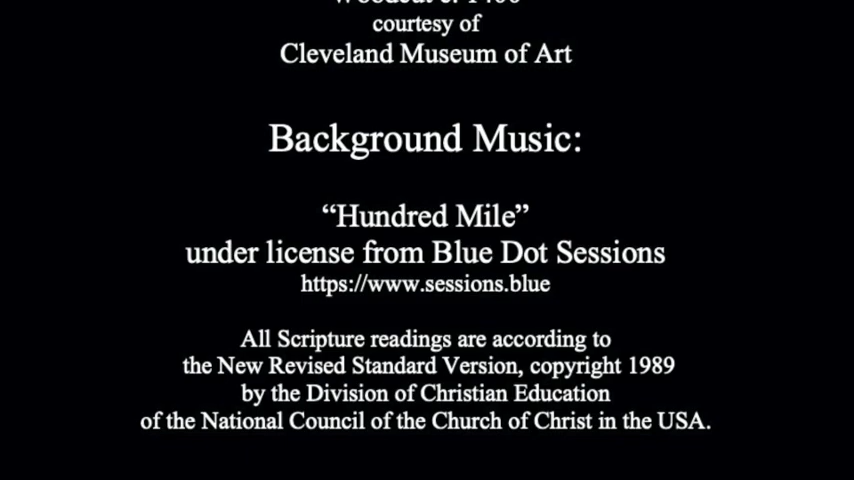 courtesy of
Cleveland Museum of Art
Background Music:
“Hundred Mile”
under license from Blue Dot Sessions
https://www.sessions.blue
All Scripture readings are according to
the New Revised Standard Version, copyright 1989
by the Division of Christian Education
of the National Council of the Church of Christ in the USA.